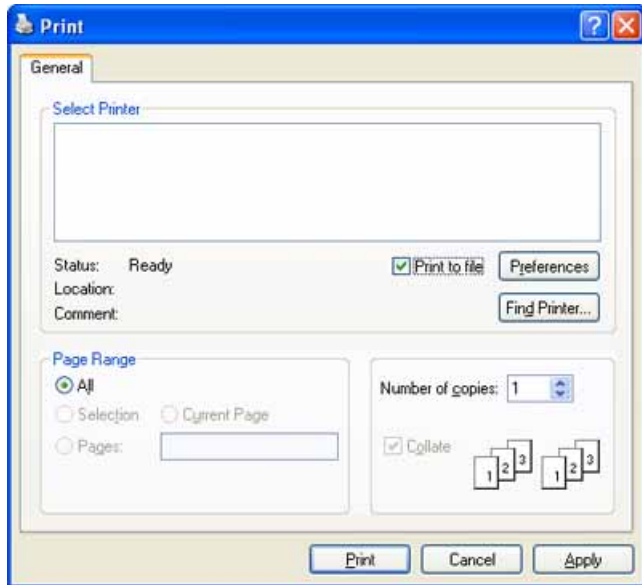 Print
General
Select Printer
Status: Ready
Print to file
Preferences
Location:
Comment:
Find Printer...
Page Range
All
Selection
Current Page
Pages:
Number of copies: 1
Collate
1 2 3 1 2 3
Print
Cancel
Apply